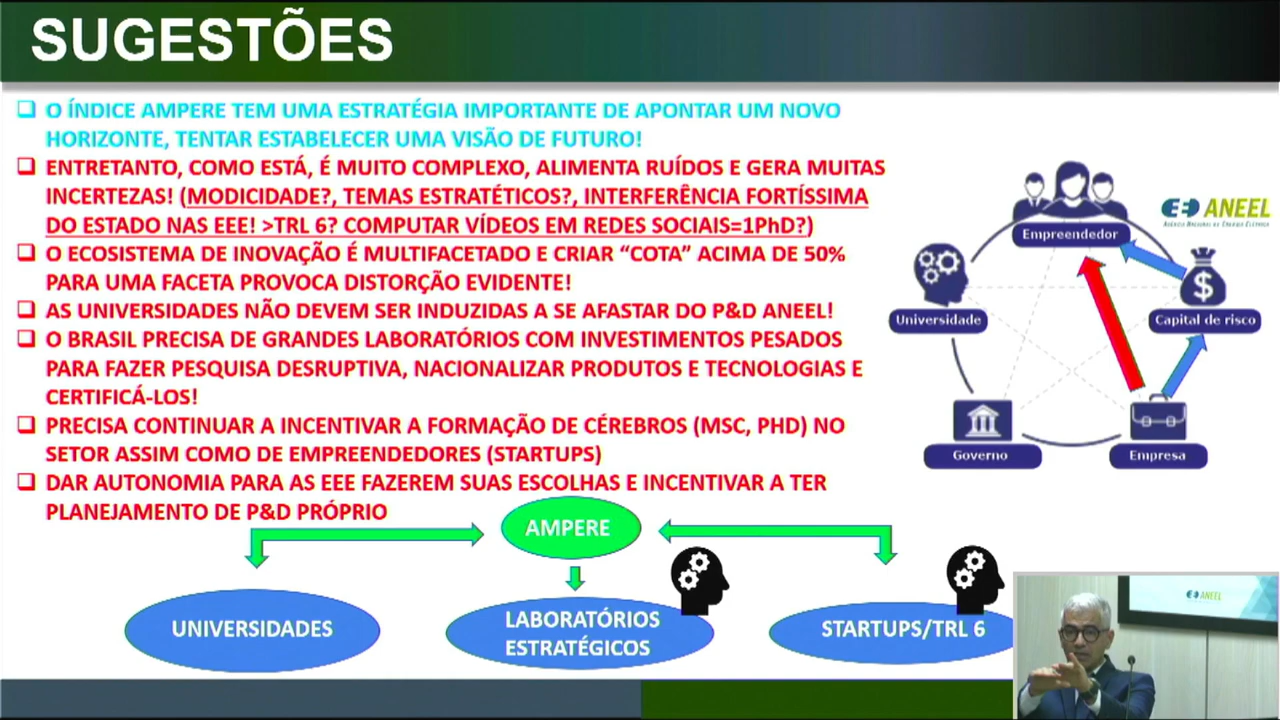 SUGESTÕES
O ÍNDICE AMPERE TEM UMA ESTRATÉGIA IMPORTANTE DE APONTAR UM NOVO
HORIZONTE, TENTAR ESTABELECER UMA VISÃO DE FUTURO!
ENTRETANTO, COMO ESTÁ, É MUITO COMPLEXO, ALIMENTA RUÍDOS E GERA MUITAS
INCERTEZAS! (MODICIDADE?, TEMAS ESTRATÉTICOS?, INTERFERÊNCIA FORTÍSSIMA
DO ESTADO NAS EEE! >TRL 6? COMPUTAR VÍDEOS EM REDES SOCIAIS=1PhD?)
O ECOSISTEMA DE INOVAÇÃO É MULTIFACETADO E CRIAR “COTA” ACIMA DE 50%
PARA UMA FACETA PROVOCA DISTORÇÃO EVIDENTE!
AS UNIVERSIDADES NÃO DEVEM SER INDUZIDAS A SE AFASTAR DO P&D ANEEL!
O BRASIL PRECISA DE GRANDES LABORATÓRIOS COM INVESTIMENTOS PESADOS
PARA FAZER PESQUISA DESRUPTIVA, NACIONALIZAR PRODUTOS E TECNOLOGIAS E
CERTIFICÁ-LOS!
PRECISA CONTINUAR A INCENTIVAR A FORMAÇÃO DE CÉREBROS (MSC, PHD) NO
SETOR ASSIM COMO DE EMPREENDEDORES (STARTUPS)
DAR AUTONOMIA PARA AS EEE FAZEREM SUAS ESCOLHAS E INCENTIVAR A TER
PLANEJAMENTO DE P&D PRÓPRIO
ANEEL
AGÊNCIA NACIONAL DE ENERGIA ELÉTRICA
Empreendedor
Universidade
$
Capital de risco
Governo
Empresa
AMPERE
UNIVERSIDADES
LABORATÓRIOS
ESTRATÉGICOS
STARTUPS/TRL 6
ANEEL